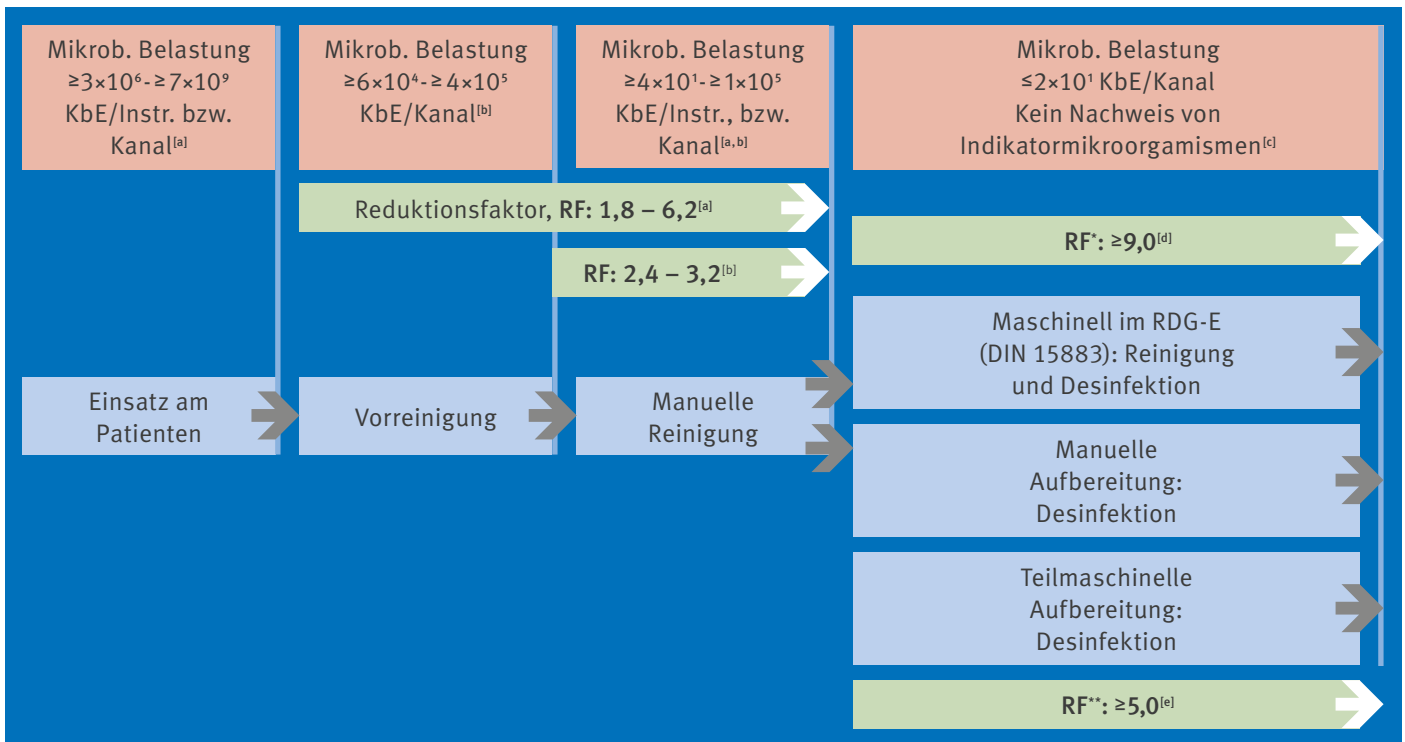 Mikrob. Belastung
≥3×10⁶-≥7×10⁹
KbE/Instr. bzw.
Kanal[a]
Mikrob. Belastung
≥6×10⁴-≥4×10⁵
KbE/Kanal[b]
Mikrob. Belastung
≥4×10¹-≥1×10⁵
KbE/Instr., bzw.
Kanal[a,b]
Mikrob. Belastung
≤2×10¹ KbE/Kanal
Kein Nachweis von
Indikatormikroorgamismen[c]
Reduktionsfaktor, RF: 1,8 – 6,2[a]
RF: 2,4 – 3,2[b]
RF*: ≥9,0[d]
Einsatz am
Patienten
Vorreinigung
Manuelle
Reinigung
Maschinell im RDG-E
(DIN 15883): Reinigung
und Desinfektion
Manuelle
Aufbereitung:
Desinfektion
Teilmaschinelle
Aufbereitung:
Desinfektion
RF**: ≥5,0[e]